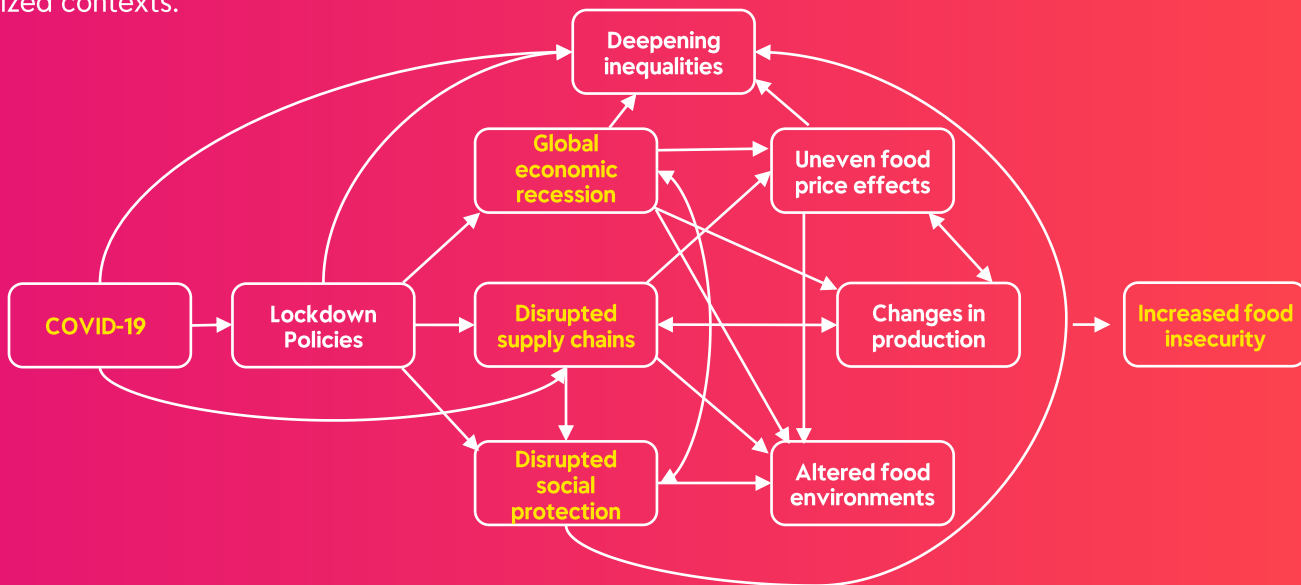 contexts.
Deepening
inequalities
Global
economic
recession
Uneven food
price effects
COVID-19
Lockdown
Policies
Disrupted
supply chains
Changes in
production
Increased food
insecurity
Disrupted
social
protection
Altered food
environments